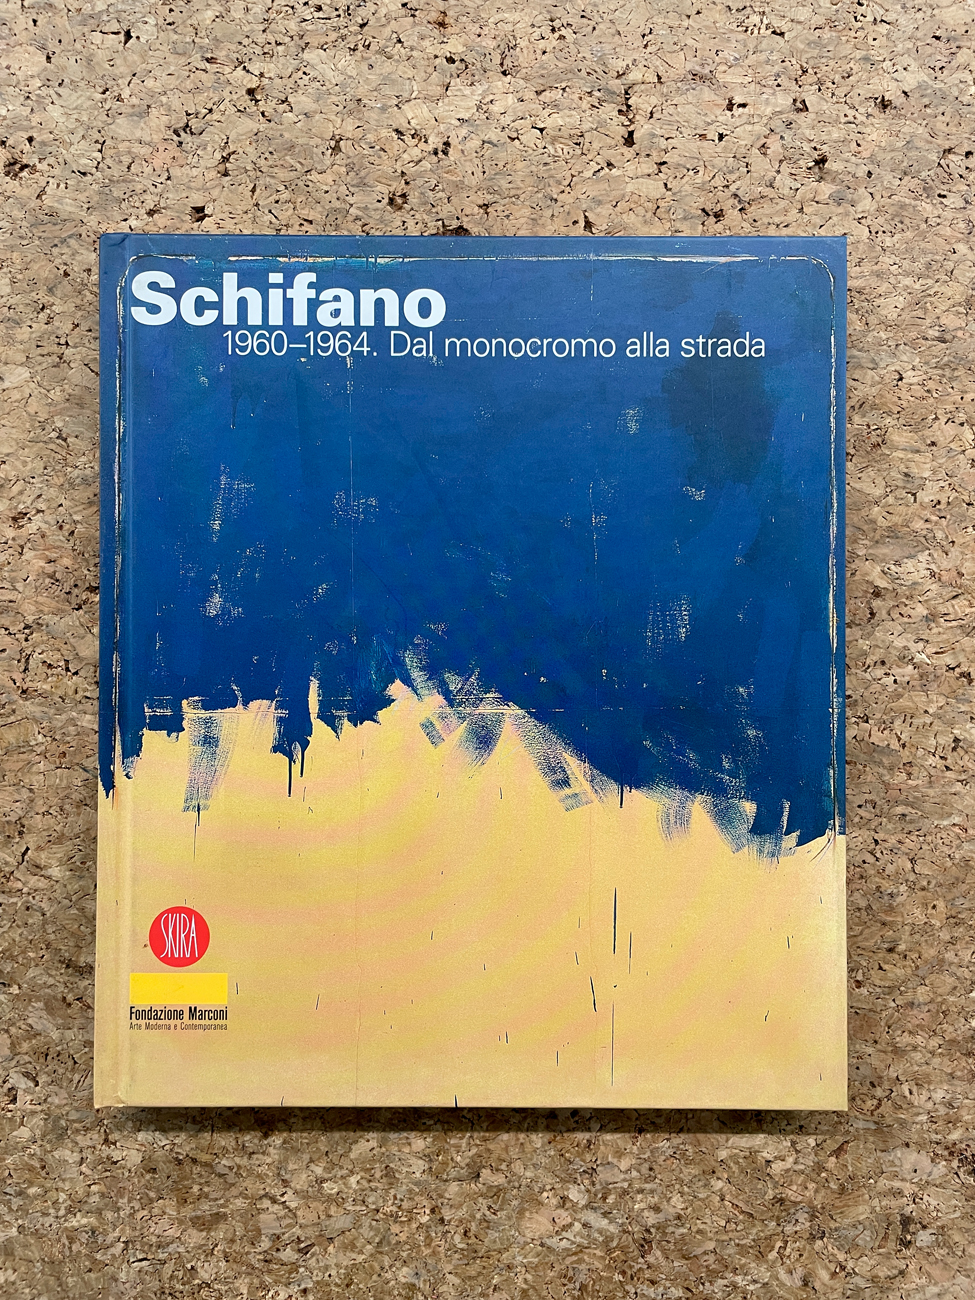 Schifano
1960–1964. Dal monocromo alla strada
SKIRA
Fondazione Marconi
Arte Moderna e Contemporanea